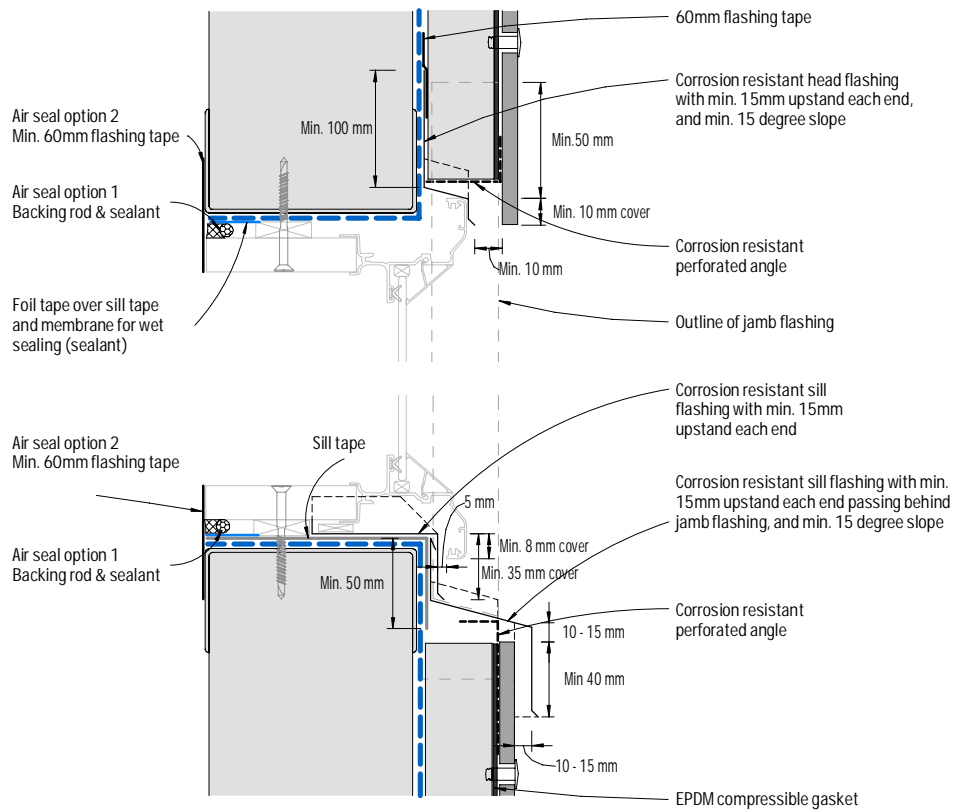 60mm flashing tape
Corrosion resistant head flashing
with min. 15mm upstand each end,
and min. 15 degree slope
Air seal option 2
Min. 60mm flashing tape
Min. 100 mm
Min.50 mm
Air seal option 1
Backing rod & sealant
Min. 10 mm cover
Corrosion resistant
perforated angle
Min. 10 mm
Foil tape over sill tape
and membrane for wet
sealing (sealant)
Outline of jamb flashing
Corrosion resistant sill
flashing with min. 15mm
upstand each end
Air seal option 2
Min. 60mm flashing tape
Sill tape
Corrosion resistant sill flashing with min.
15mm upstand each end passing behind
jamb flashing, and min. 15 degree slope
5 mm
Min. 8 mm cover
Air seal option 1
Backing rod & sealant
Min. 50 mm
Min. 35 mm cover
Corrosion resistant
perforated angle
10 - 15 mm
Min 40 mm
10 - 15 mm
EPDM compressible gasket